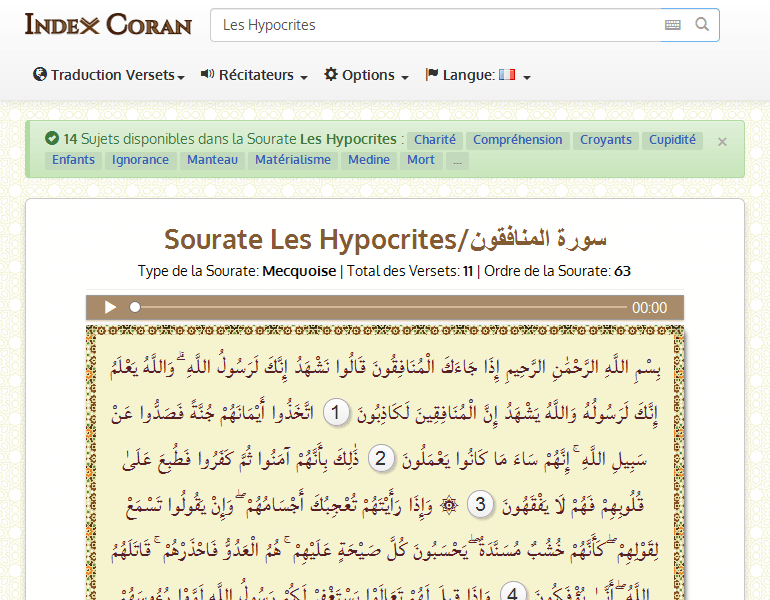 Index Coran
Les Hypocrites
Traduction Versets Récitateurs Options Langue:
14 Sujets disponibles dans la Sourate Les Hypocrites : Charité Compréhension Croyants Cupidité ×
Enfants Ignorance Manteau Matérialisme Medine Mort ...
Sourate Les Hypocrites/سورة المنافقون
Type de la Sourate: Mecquoise | Total des Versets: 11 | Ordre de la Sourate: 63
00:00
بِسْمِ اللَّهِ الرَّحْمَٰنِ الرَّحِيمِ إِذَا جَاءَكَ الْمُنَافِقُونَ قَالُوا نَشْهَدُ إِنَّكَ لَرَسُولُ اللَّهِ ۗ وَاللَّهُ يَعْلَمُ
إِنَّكَ لَرَسُولُهُ وَاللَّهُ يَشْهَدُ إِنَّ الْمُنَافِقِينَ لَكَاذِبُونَ 1 اتَّخَذُوا أَيْمَانَهُمْ جُنَّةً فَصَدُّوا عَنْ
سَبِيلِ اللَّهِ ۚ إِنَّهُمْ سَاءَ مَا كَانُوا يَعْمَلُونَ 2 ذَٰلِكَ بِأَنَّهُمْ آمَنُوا ثُمَّ كَفَرُوا فَطُبِعَ عَلَىٰ
قُلُوبِهِمْ فَهُمْ لَا يَفْقَهُونَ 3 ۞ وَإِذَا رَأَيْتَهُمْ تُعْجِبُكَ أَجْسَامُهُمْ ۖ وَإِنْ يَقُولُوا تَسْمَعْ
لِقَوْلِهِمْ ۖ كَأَنَّهُمْ خُشُبٌ مُسَنَّدَةٌ ۖ يَحْسَبُونَ كُلَّ صَيْحَةٍ عَلَيْهِمْ ۚ هُمُ الْعَدُوُّ فَاحْذَرْهُمْ ۚ قَاتَلَهُمُ
اللَّهُ ۖ أَنَّىٰ يُؤْفَكُونَ 4 وَإِذَا قِيلَ لَهُمْ تَعَالَوْا يَسْتَغْفِرْ لَكُمْ رَسُولُ اللَّهِ لَوَّوْا رُءُوسَهُمْ